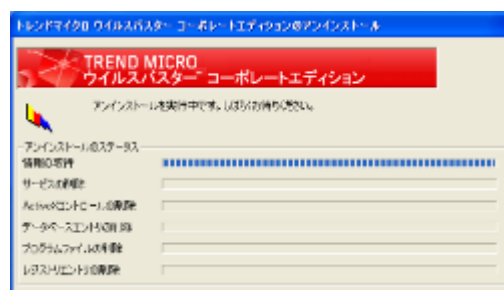 トレンドマイクロ ウイルスバスター コーポレートエディションのアンインストール
TREND MICRO
ウイルスバスター™ コーポレートエディション
アンインストールを実行中です。しばらくお待ちください。
アンインストールのステータス
情報の取得
サービスの削除
ActiveXコントロールの削除
データベースエントリの削除
プログラムファイルの削除
レジストリエントリの削除